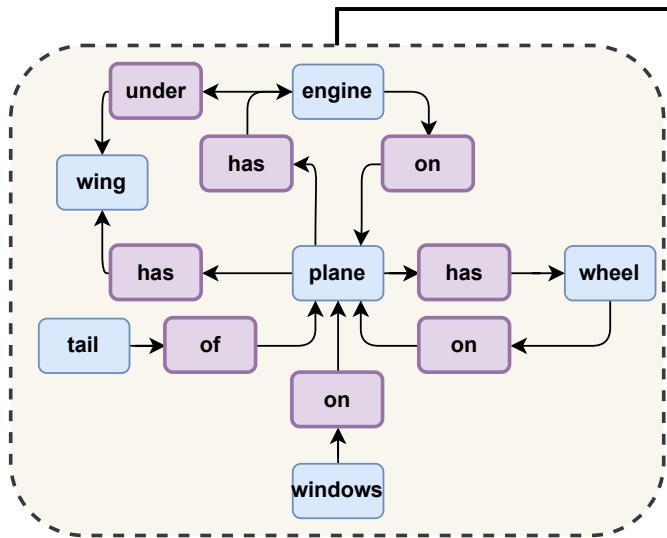 under
engine
has
on
wing
has
plane
has
wheel
tail
of
on
on
windows